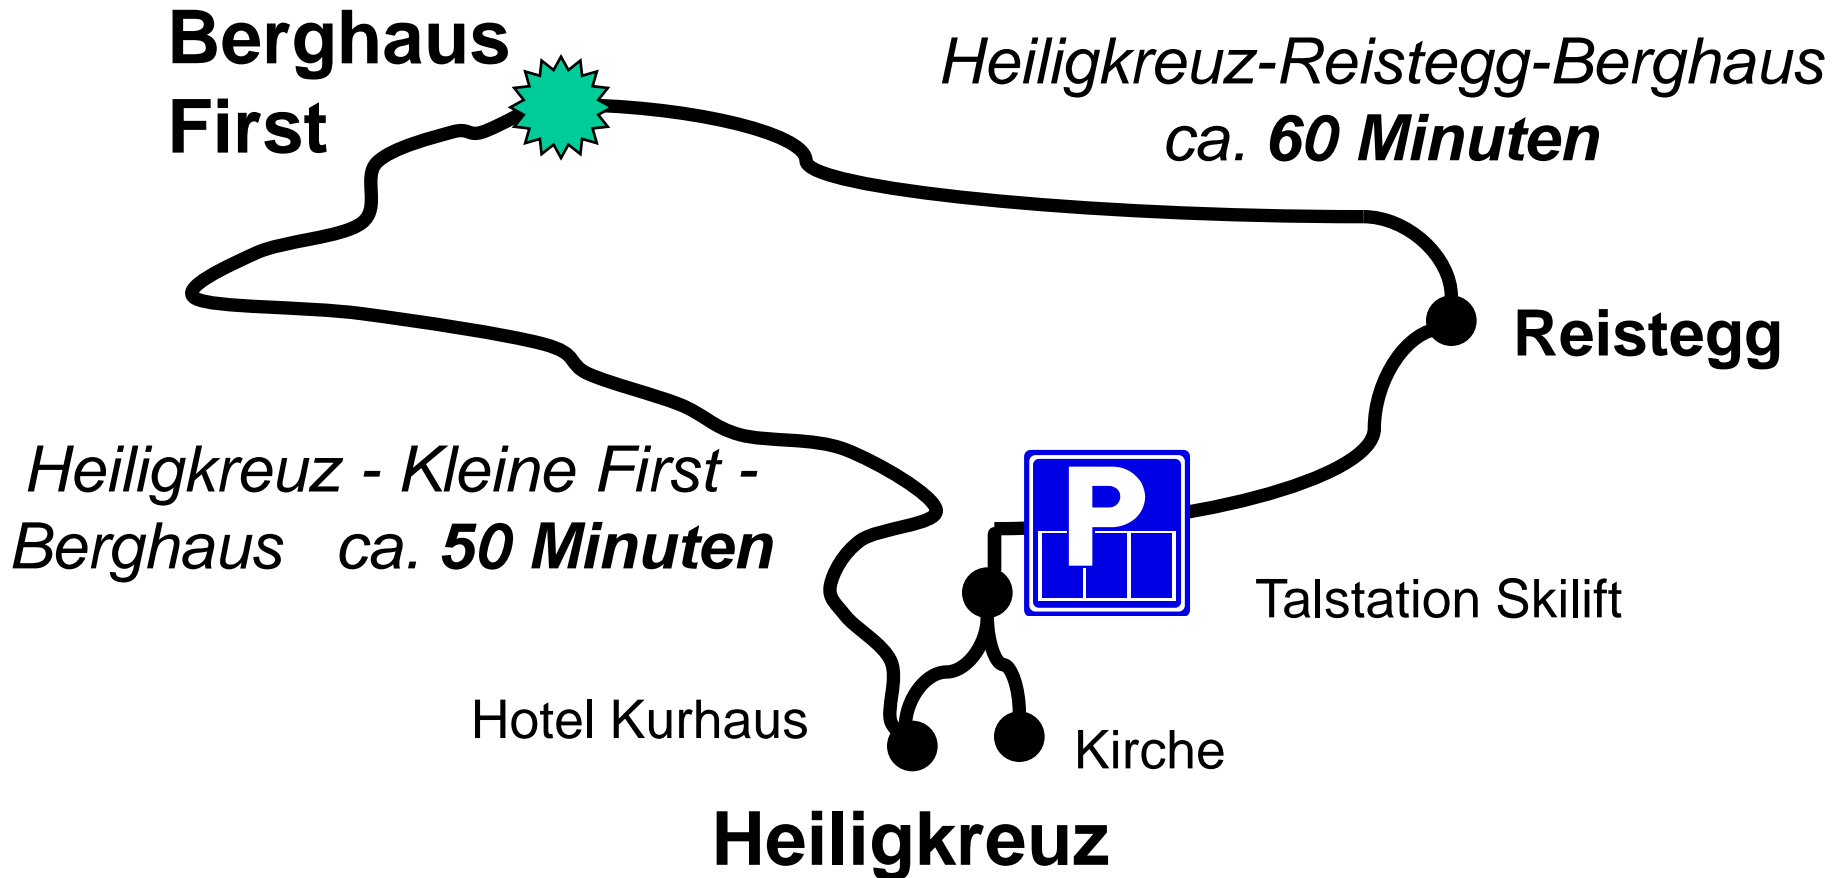 Berghaus
First
Heiligkreuz-Reistegg-Berghaus
ca. 60 Minuten
Reistegg
Heiligkreuz - Kleine First -
Berghaus ca. 50 Minuten
P
Talstation Skilift
Hotel Kurhaus
Kirche
Heiligkreuz